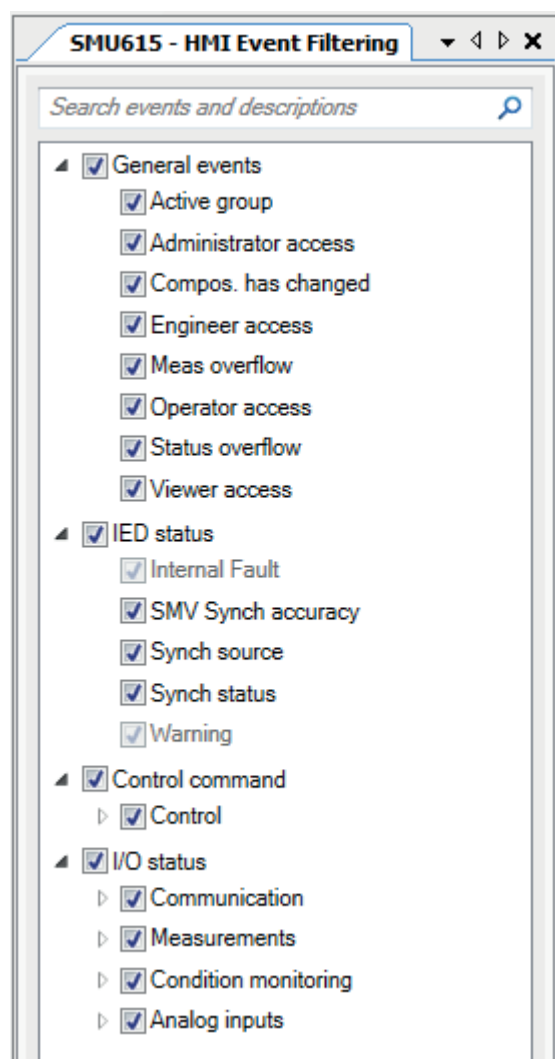 SMU615 - HMI Event Filtering
Search events and descriptions
General events
Active group
Administrator access
Compos. has changed
Engineer access
Meas overflow
Operator access
Status overflow
Viewer access
IED status
Internal Fault
SMV Synch accuracy
Synch source
Synch status
Warning
Control command
Control
I/O status
Communication
Measurements
Condition monitoring
Analog inputs